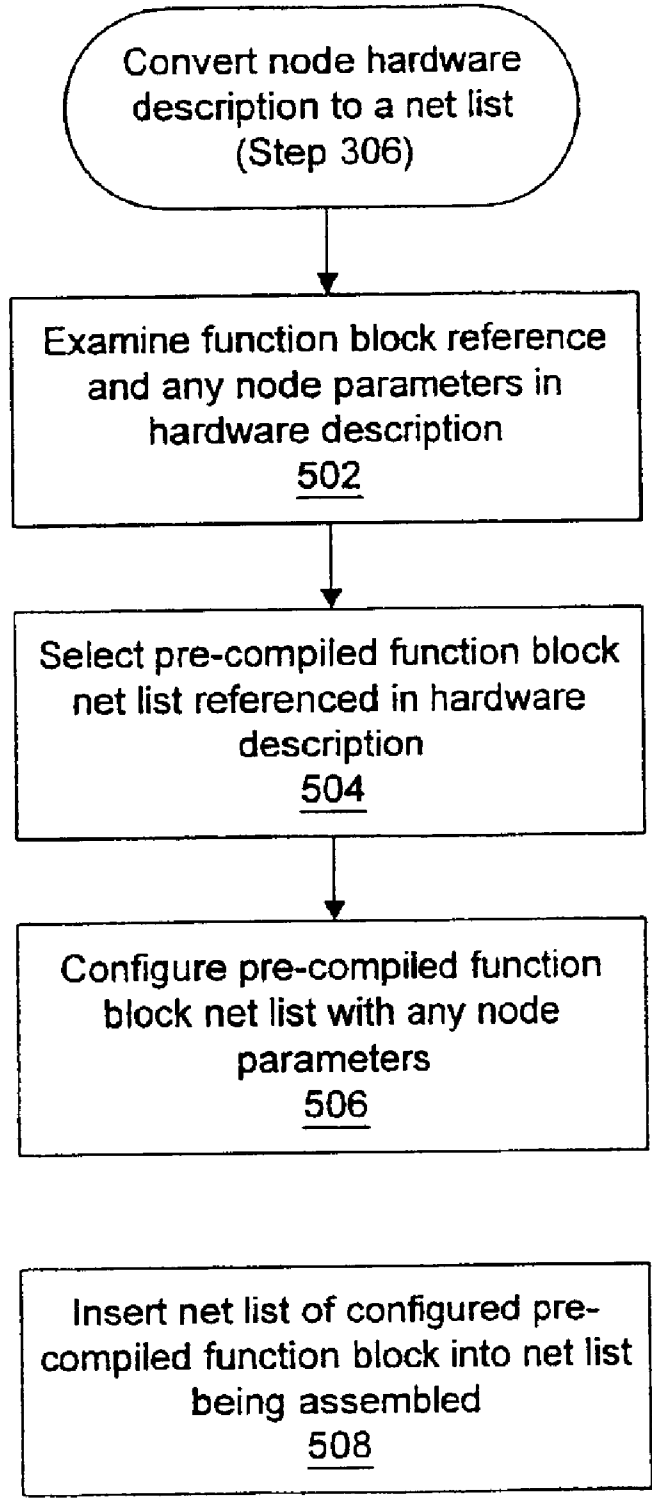 Convert node hardware
description to a net list
(Step 306)
Examine function block reference
and any node parameters in
hardware description
502
Select pre-compiled function block
net list referenced in hardware
description
504
Configure pre-compiled function
block net list with any node
parameters
506
Insert net list of configured pre-
compiled function block into net list
being assembled
508